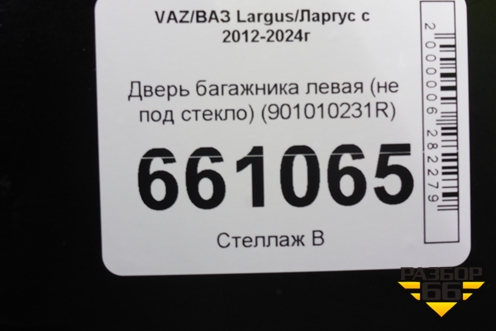 VAZ/ВАЗ Largus/Ларгус с
2012-2024г
Дверь багажника левая (не
под стекло) (901010231R)
661065
Стеллаж В
2000006282279
РАЗБОР
66